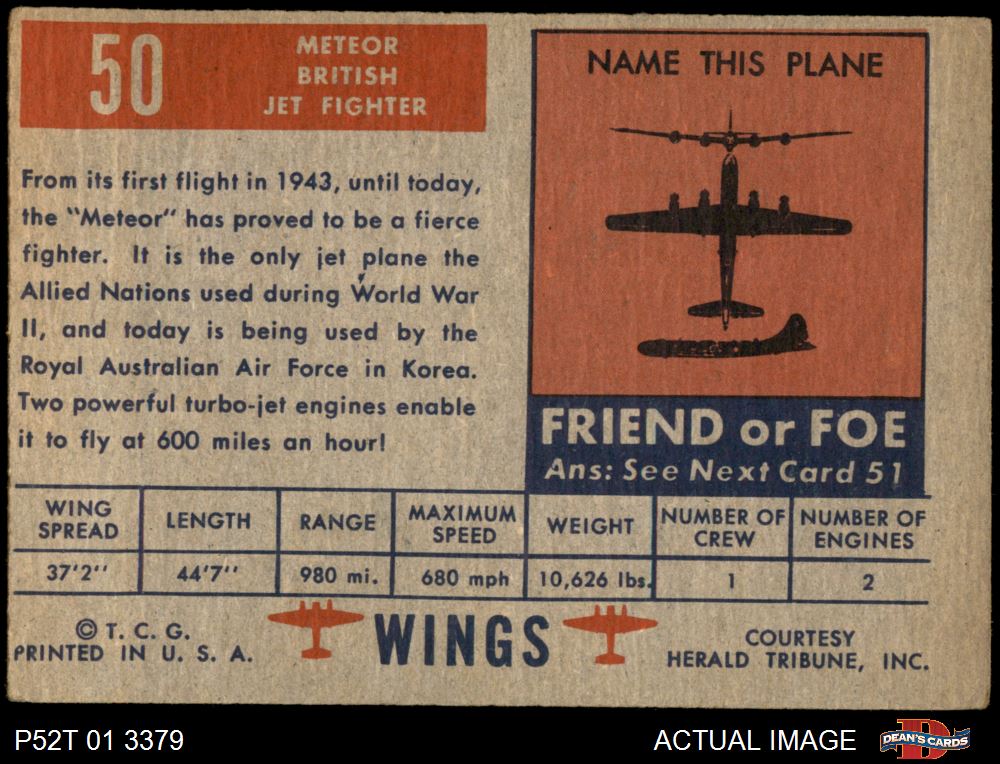 50
METEOR
BRITISH
JET FIGHTER
From its first flight in 1943, until today,
the "Meteor" has proved to be a fierce
fighter. It is the only jet plane the
Allied Nations used during World War
II, and today is being used by the
Royal Australian Air Force in Korea.
Two powerful turbo-jet engines enable
it to fly at 600 miles an hour!
NAME THIS PLANE
FRIEND or FOE
Ans: See Next Card 51
WING SPREAD LENGTH RANGE MAXIMUM SPEED WEIGHT NUMBER OF CREW NUMBER OF ENGINES
37'2'' 44'7'' 980 mi. 680 mph 10,626 lbs. 1 2
© T. C. G.
PRINTED IN U. S. A.
WINGS
COURTESY
HERALD TRIBUNE, INC.
P52T 01 3379
ACTUAL IMAGE
D
DEAN'S CARDS